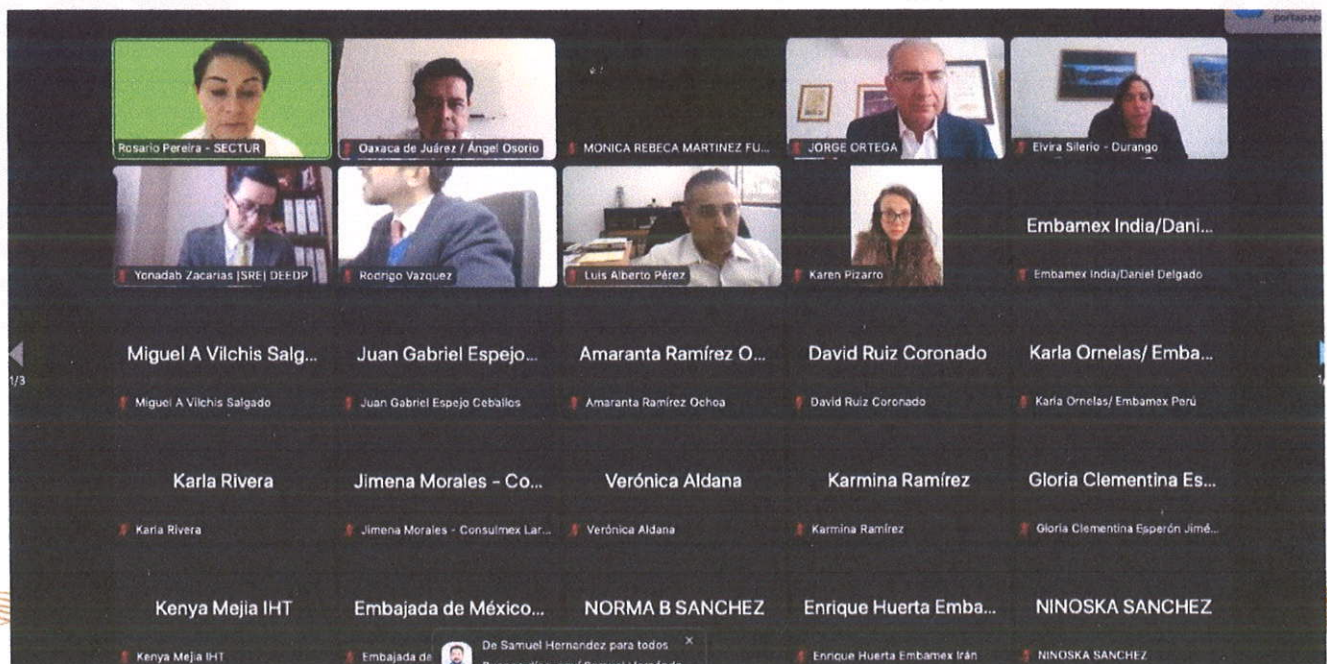 portapap
Rosario Pereira - SECTUR
Oaxaca de Juárez / Ángel Osorio
MONICA REBECA MARTINEZ FU...
JORGE ORTEGA
Elvira Silerio - Durango
Yonadab Zacarias |SRE| DEEDP
Rodrigo Vazquez
Luis Alberto Pérez
Karen Pizarro
Embamex India/Dani...
Embamex India/Daniel Delgado
Miguel A Vilchis Salg...
Juan Gabriel Espejo...
Amaranta Ramírez O...
David Ruiz Coronado
Karla Ornelas/ Emba...
1/3
Miguel A Vilchis Salgado
Juan Gabriel Espejo Ceballos
Amaranta Ramírez Ochoa
David Ruiz Coronado
Karla Ornelas/ Embamex Perú
Karla Rivera
Jimena Morales - Co...
Verónica Aldana
Karmina Ramírez
Gloria Clementina Es...
Karla Rivera
Jimena Morales - Consulmex Lar...
Verónica Aldana
Karmina Ramírez
Gloria Clementina Esperón Jimé...
Kenya Mejia IHT
Embajada de México...
NORMA B SANCHEZ
Enrique Huerta Emba...
NINOSKA SANCHEZ
Kenya Mejia IHT
Embajada de
De Samuel Hernandez para todos
Enrique Huerta Embamex Irán
NINOSKA SANCHEZ